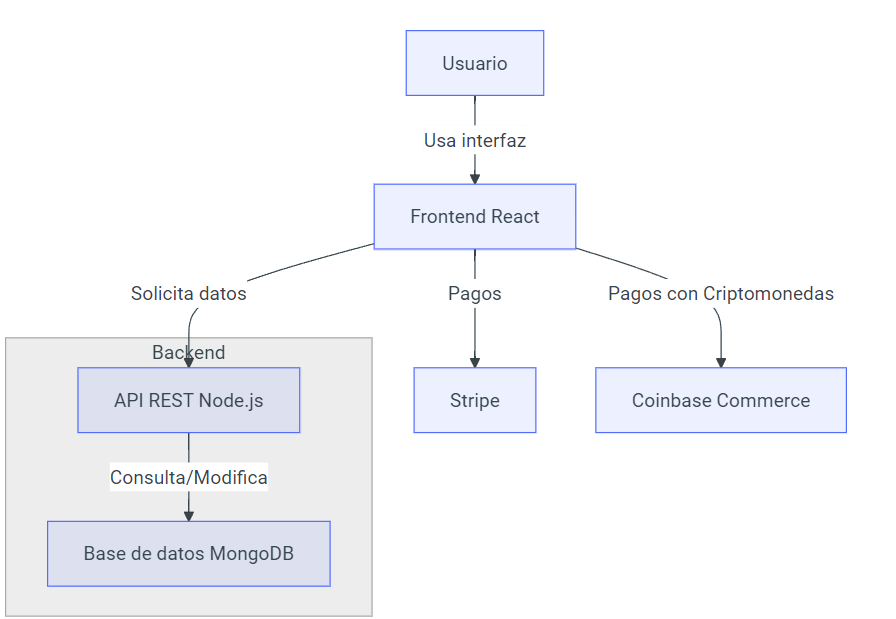 Usuario
Usa interfaz
Frontend React
Solicita datos
Pagos
Pagos con Criptomonedas
Backend
API REST Node.js
Stripe
Coinbase Commerce
Consulta/Modifica
Base de datos MongoDB